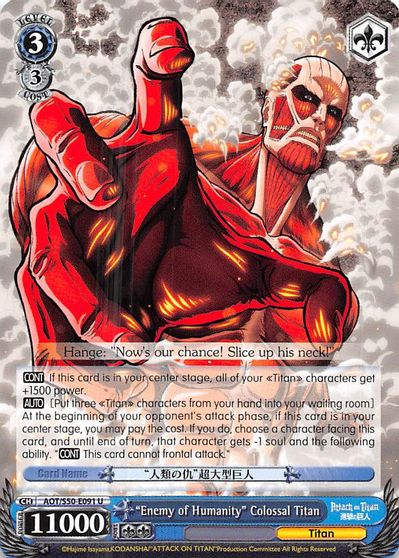 LEVEL
3
3
COST
Hange: "Now's our chance! Slice up his neck!"
CONT If this card is in your center stage, all of your «Titan» characters get
+1500 power.
AUTO [Put three «Titan» characters from your hand into your waiting room]
At the beginning of your opponent's attack phase, if this card is in your center
stage, you may pay the cost. If you do, choose a character facing this
card, and until end of turn, that character gets -1 soul and the following
ability. "CONT This card cannot frontal attack."
Card Name
“人類の仇”超大型巨人
CH AOT/S50-E091 U
POWER
11000
"Enemy of Humanity" Colossal Titan
Attack on Titan
進撃の巨人
Titan
©Hajime Isayama,KODANSHA/"ATTACK ON TITAN"Production Committee All Rights Reserved